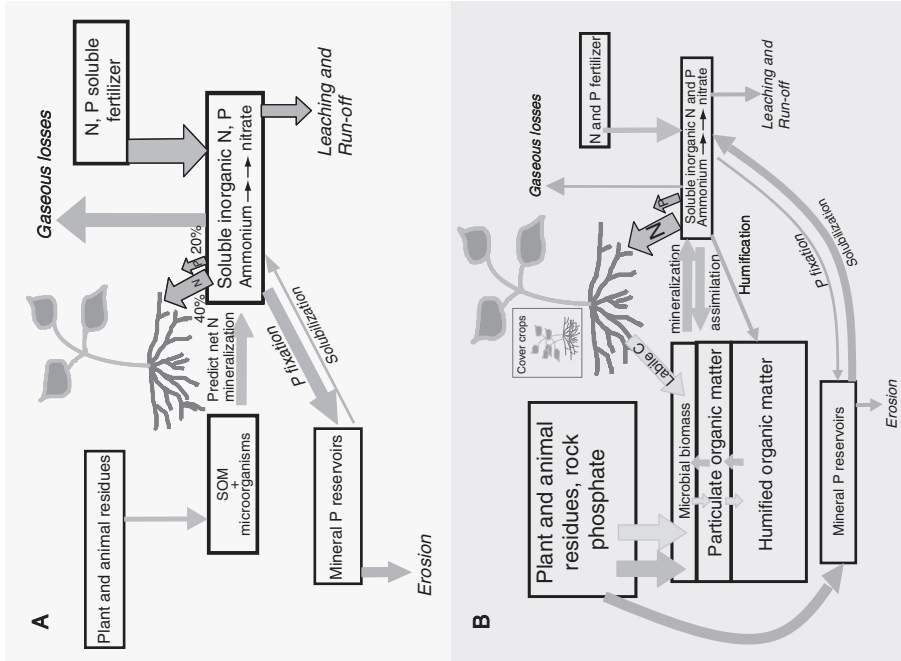 A
Plant and animal residues
SOM
+
microorganisms
Mineral P reservoirs
Erosion
Predict net N
mineralization
P fixation
Solubilization
40%
N
P
20%
Gaseous losses
N, P soluble
fertilizer
Soluble inorganic N, P
Ammonium nitrate
Leaching and
Run-off
B
Plant and animal
residues, rock
phosphate
Cover crops
Labile C
Microbial biomass
Particulate organic matter
Humified organic matter
Mineral P reservoirs
Erosion
mineralization
assimilation
Humification
N
P
Gaseous losses
N and P fertilizer
Soluble inorganic N and P
Ammonium nitrate
Leaching and
Run-off
P fixation
Solubilization